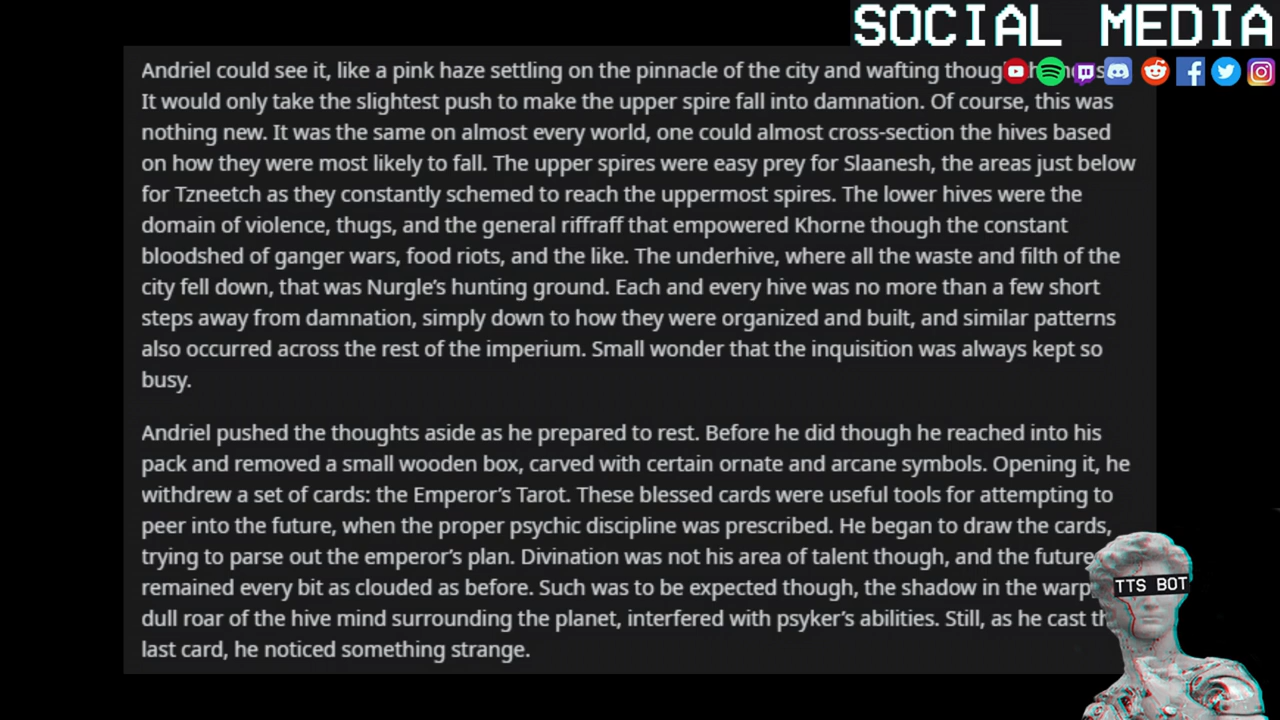 SOCIAL MEDIA
Andriel could see it, like a pink haze settling on the pinnacle of the city and wafting
It would only take the slightest push to make the upper spire fall into damnation. Of course, this was
nothing new. It was the same on almost every world, one could almost cross-section the hives based
on how they were most likely to fall. The upper spires were easy prey for Slaanesh, the areas just below
for Tzneetch as they constantly schemed to reach the uppermost spires. The lower hives were the
domain of violence, thugs, and the general riffraff that empowered Khorne though the constant
bloodshed of ganger wars, food riots, and the like. The underhive, where all the waste and filth of the
city fell down, that was Nurgle’s hunting ground. Each and every hive was no more than a few short
steps away from damnation, simply down to how they were organized and built, and similar patterns
also occurred across the rest of the imperium. Small wonder that the inquisition was always kept so
busy.
Andriel pushed the thoughts aside as he prepared to rest. Before he did though he reached into his
pack and removed a small wooden box, carved with certain ornate and arcane symbols. Opening it, he
withdrew a set of cards: the Emperor’s Tarot. These blessed cards were useful tools for attempting to
peer into the future, when the proper psychic discipline was prescribed. He began to draw the cards,
trying to parse out the emperor’s plan. Divination was not his area of talent though, and the future
remained every bit as clouded as before. Such was to be expected though, the shadow in the warp,
dull roar of the hive mind surrounding the planet, interfered with psyker’s abilities. Still, as he cast
last card, he noticed something strange.
TTS BOT